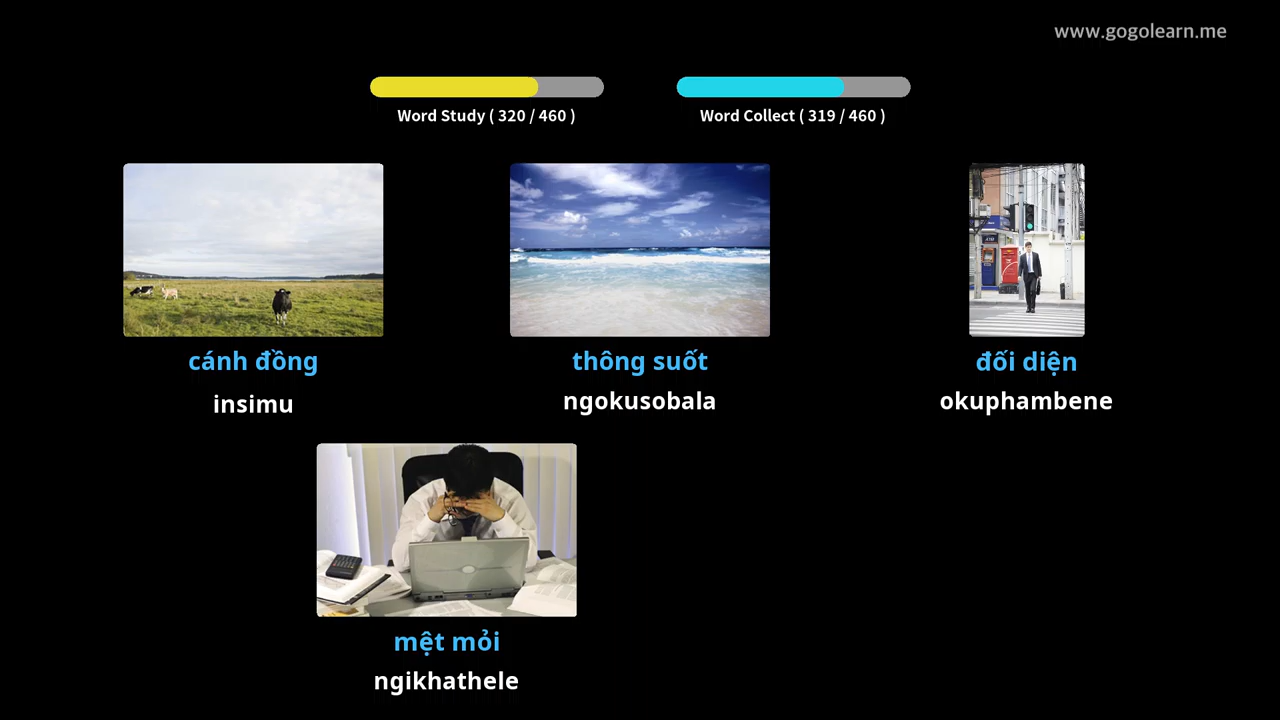 www.gogolearn.me
Word Study ( 320 / 460 )
Word Collect ( 319 / 460 )
cánh đồng
insimu
thông suốt
ngokusobala
đối diện
okuphambene
mệt mỏi
ngikhathele